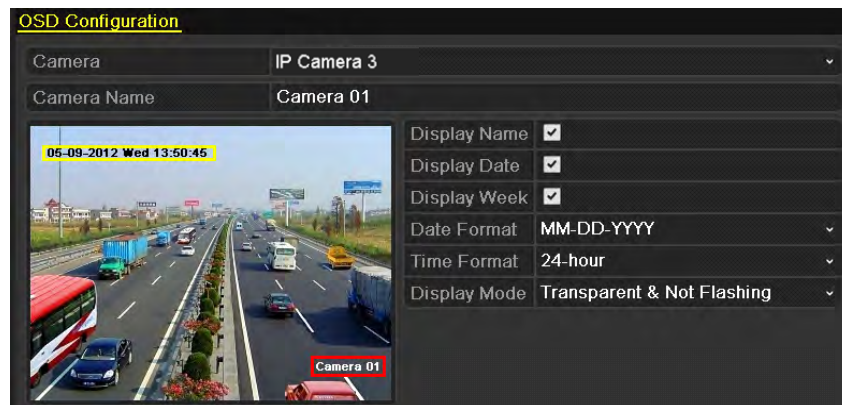 OSD Configuration
Camera IP Camera 3
Camera Name Camera 01
05-09-2012 Wed 13:50:45
Camera 01
Display Name
Display Date
Display Week
Date Format MM-DD-YYYY
Time Format 24-hour
Display Mode Transparent & Not Flashing